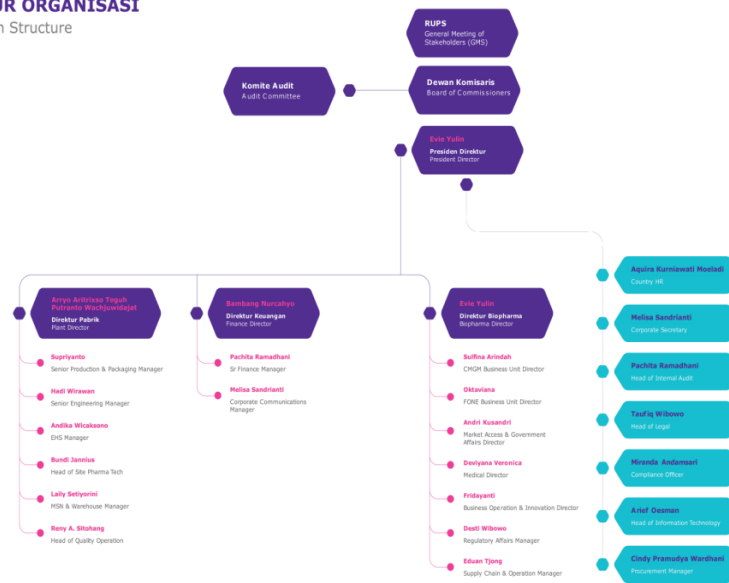 UR ORGANISASI
n Structure
RUPS
General Meeting of
Stakeholders (GMS)
Komite Audit
Audit Committee
Dewan Komisaris
Board of Commissioners
Evie Yulin
Presiden Direktur
President Director
Aquira Kurniawati Moeladi
Country HR
Melisa Sandrianti
Corporate Secretary
Pachita Ramadhani
Head of Internal Audit
Taufiq Wibowo
Head of Legal
Miranda Andamsari
Compliance Officer
Arief Oesman
Head of Information Technology
Cindy Pramudya Wardhani
Procurement Manager
Arryo Aritrixso Teguh
Putranto Wachjuwidajat
Direktur Pabrik
Plant Director
Supriyanto
Senior Production & Packaging Manager
Hadi Wirawan
Senior Engineering Manager
Andika Wicaksono
EHS Manager
Bundi Jannius
Head of Site Pharma Tech
Laily Setiyorini
MSN & Warehouse Manager
Reny A. Sitohang
Head of Quality Operation
Bambang Nurcahyo
Direktur Keuangan
Finance Director
Pachita Ramadhani
Sr Finance Manager
Melisa Sandrianti
Corporate Communications
Manager
Evie Yulin
Direktur Biopharma
Biopharma Director
Sulfina Arindah
CMGM Business Unit Director
Oktaviana
FONE Business Unit Director
Andri Kusandri
Market Access & Government
Affairs Director
Deviyana Veronica
Medical Director
Fridayanti
Business Operation & Innovation Director
Desti Wibowo
Regulatory Affairs Manager
Eduan Tjong
Supply Chain & Operation Manager